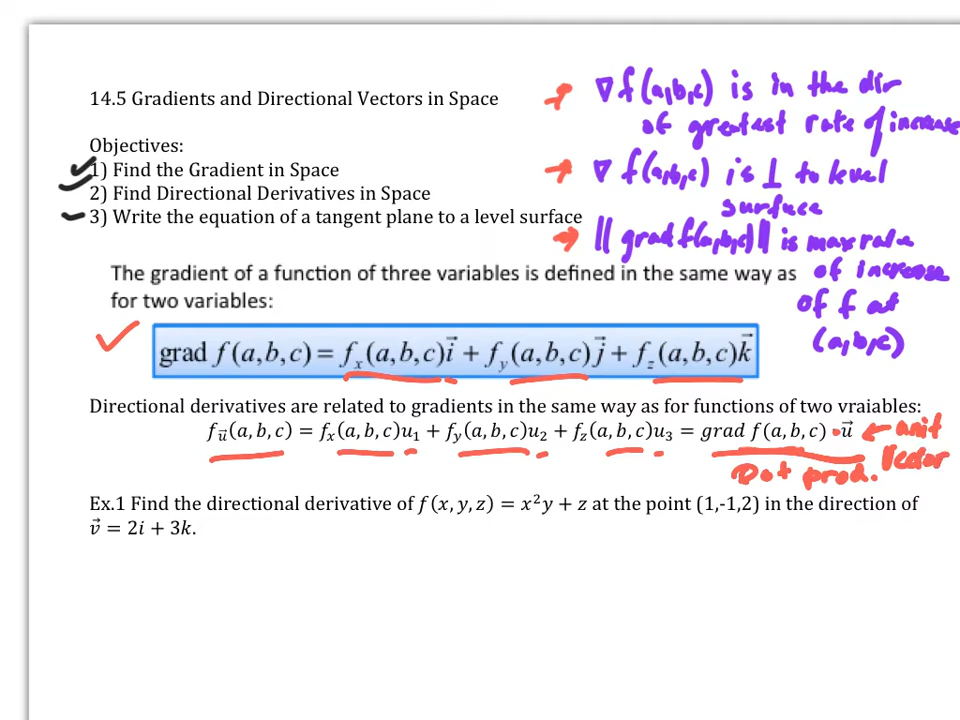 14.5 Gradients and Directional Vectors in Space
Objectives:
1) Find the Gradient in Space
2) Find Directional Derivatives in Space
3) Write the equation of a tangent plane to a level surface
∇f(a,b,c) is in the dir
of greatest rate of increase
∇f(a,b,c) is ⊥ to level
surface
||grad f(a,b,c)|| is max rate
of increase
of f at
(a,b,c)
The gradient of a function of three variables is defined in the same way as
for two variables:
grad f(a,b,c) = f_x(a,b,c)i⃗ + f_y(a,b,c)j⃗ + f_z(a,b,c)k⃗
Directional derivatives are related to gradients in the same way as for functions of two vraiables:
f_u⃗(a, b, c) = f_x(a, b, c)u₁ + f_y(a, b, c)u₂ + f_z(a, b, c)u₃ = grad f(a, b, c) · u⃗ ← unit
vector
Dot prod.
Ex.1 Find the directional derivative of f(x, y, z) = x²y + z at the point (1,-1,2) in the direction of
v⃗ = 2i + 3k.